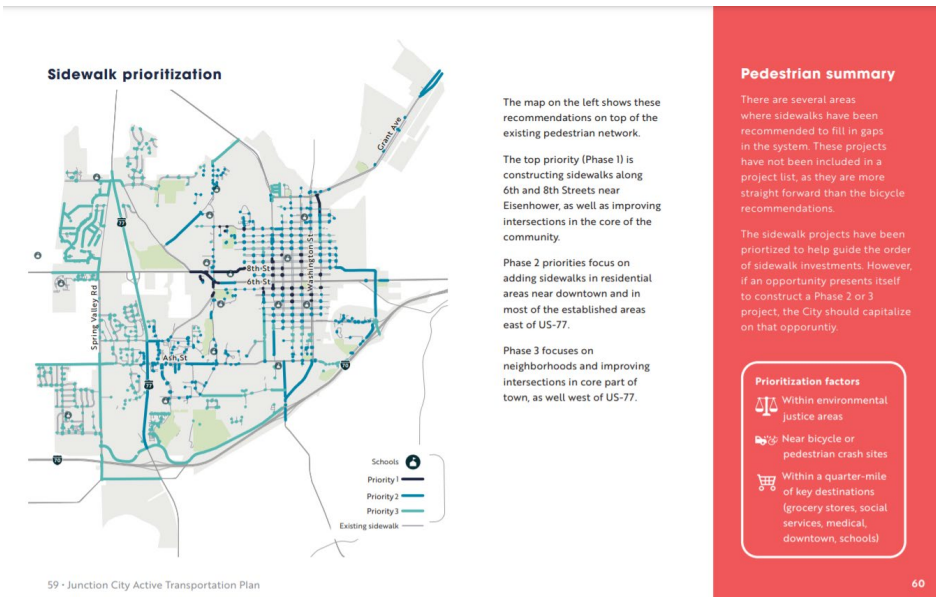 Sidewalk prioritization
Grant Ave
77
8th St
6th St
Washington St
Spring Valley Rd
Ash St
77
70
70
Schools
Priority 1
Priority 2
Priority 3
Existing sidewalk
The map on the left shows these
recommendations on top of the
existing pedestrian network.
The top priority (Phase 1) is
constructing sidewalks along
6th and 8th Streets near
Eisenhower, as well as improving
intersections in the core of the
community.
Phase 2 priorities focus on
adding sidewalks in residential
areas near downtown and in
most of the established areas
east of US-77.
Phase 3 focuses on
neighborhoods and improving
intersections in core part of
town, as well west of US-77.
Pedestrian summary
There are several areas
where sidewalks have been
recommended to fill in gaps
in the system. These projects
have not been included in a
project list, as they are more
straight forward than the bicycle
recommendations.
The sidewalk projects have been
priortized to help guide the order
of sidewalk investments. However,
if an opportunity presents itself
to construct a Phase 2 or 3
project, the City should capitalize
on that opporuntiy.
Prioritization factors
Within environmental
justice areas
Near bicycle or
pedestrian crash sites
Within a quarter-mile
of key destinations
(grocery stores, social
services, medical,
downtown, schools)
59 • Junction City Active Transportation Plan
60